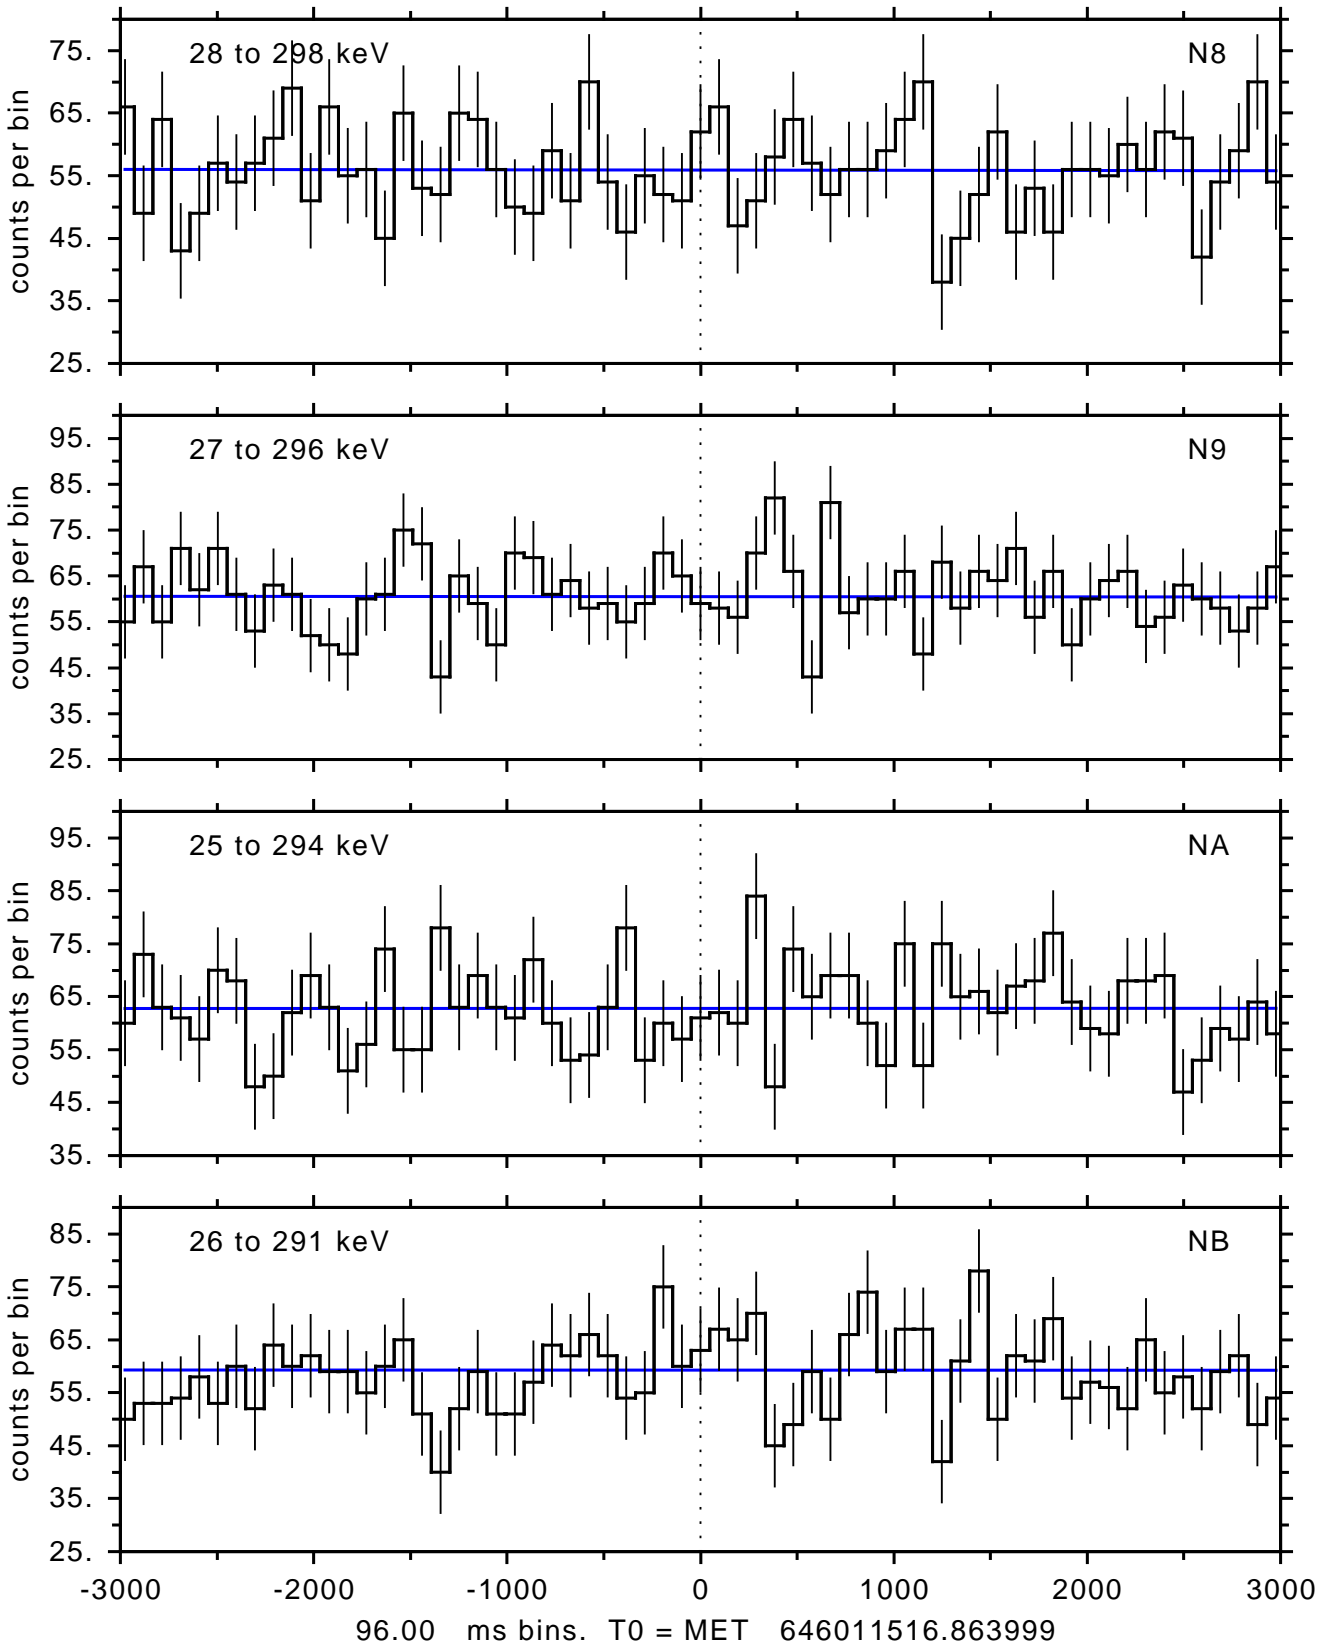 28 to 298 keV N8
75.
65.
55.
45.
35.
25.
counts per bin
27 to 296 keV N9
95.
85.
75.
65.
55.
45.
35.
25.
counts per bin
25 to 294 keV NA
95.
85.
75.
65.
55.
45.
35.
counts per bin
26 to 291 keV NB
85.
75.
65.
55.
45.
35.
25.
counts per bin
-3000 -2000 -1000 0 1000 2000 3000
96.00 ms bins. T0 = MET 646011516.863999